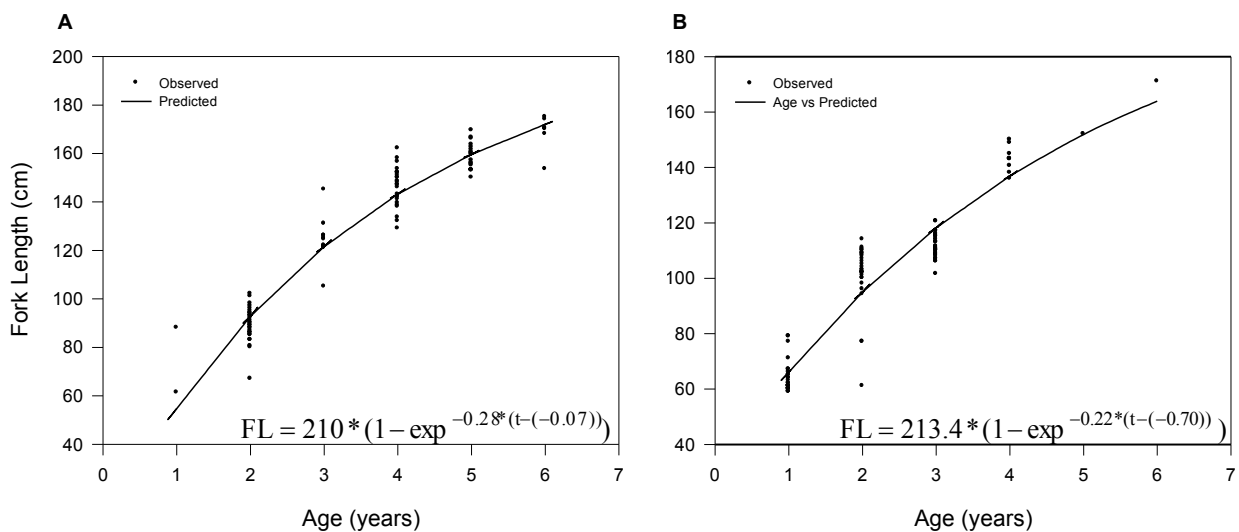 A
200
180
160
140
120
100
80
60
40
0 1 2 3 4 5 6 7
Fork Length (cm)
Age (years)
Observed
Predicted
FL = 210*(1−exp −0.28*(t−(−0.07)))
B
180
160
140
120
100
80
60
40
0 1 2 3 4 5 6 7
Age (years)
Observed
Age vs Predicted
FL = 213.4*(1−exp −0.22*(t−(−0.70)))